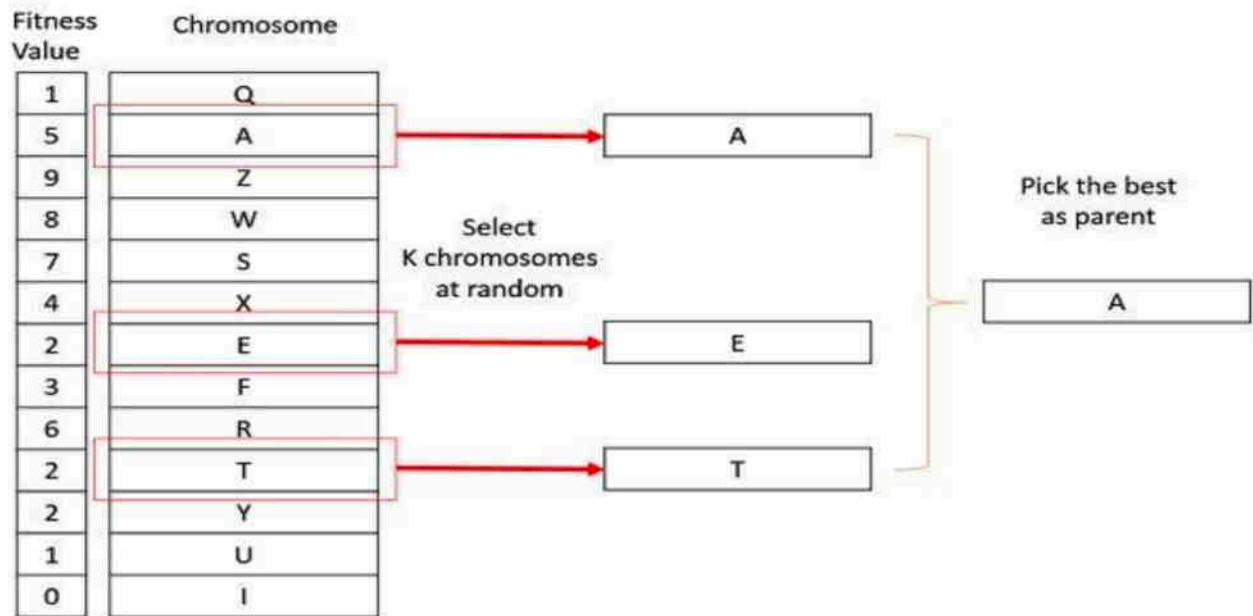 Fitness
Value
Chromosome
1 Q
5 A
9 Z
8 W
7 S
4 X
2 E
3 F
6 R
2 T
2 Y
1 U
0 I
Select
K chromosomes
at random
A
E
T
Pick the best
as parent
A